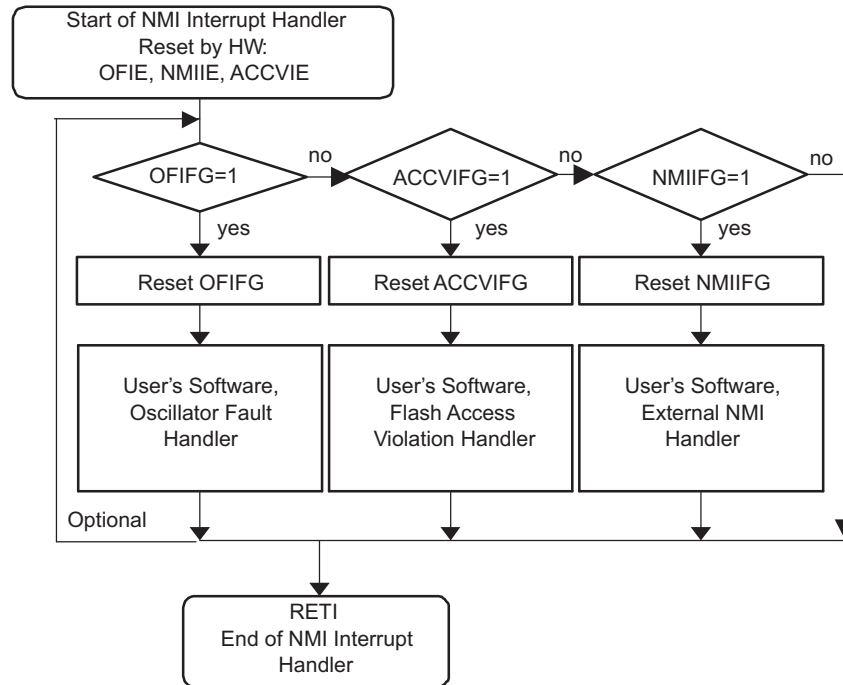 Start of NMI Interrupt Handler
Reset by HW:
OFIE, NMIIE, ACCVIE
OFIFG=1
no
ACCVIFG=1
no
NMIIFG=1
no
yes
yes
yes
Reset OFIFG
Reset ACCVIFG
Reset NMIIFG
User's Software,
Oscillator Fault
Handler
User's Software,
Flash Access
Violation Handler
User's Software,
External NMI
Handler
Optional
RETI
End of NMI Interrupt
Handler